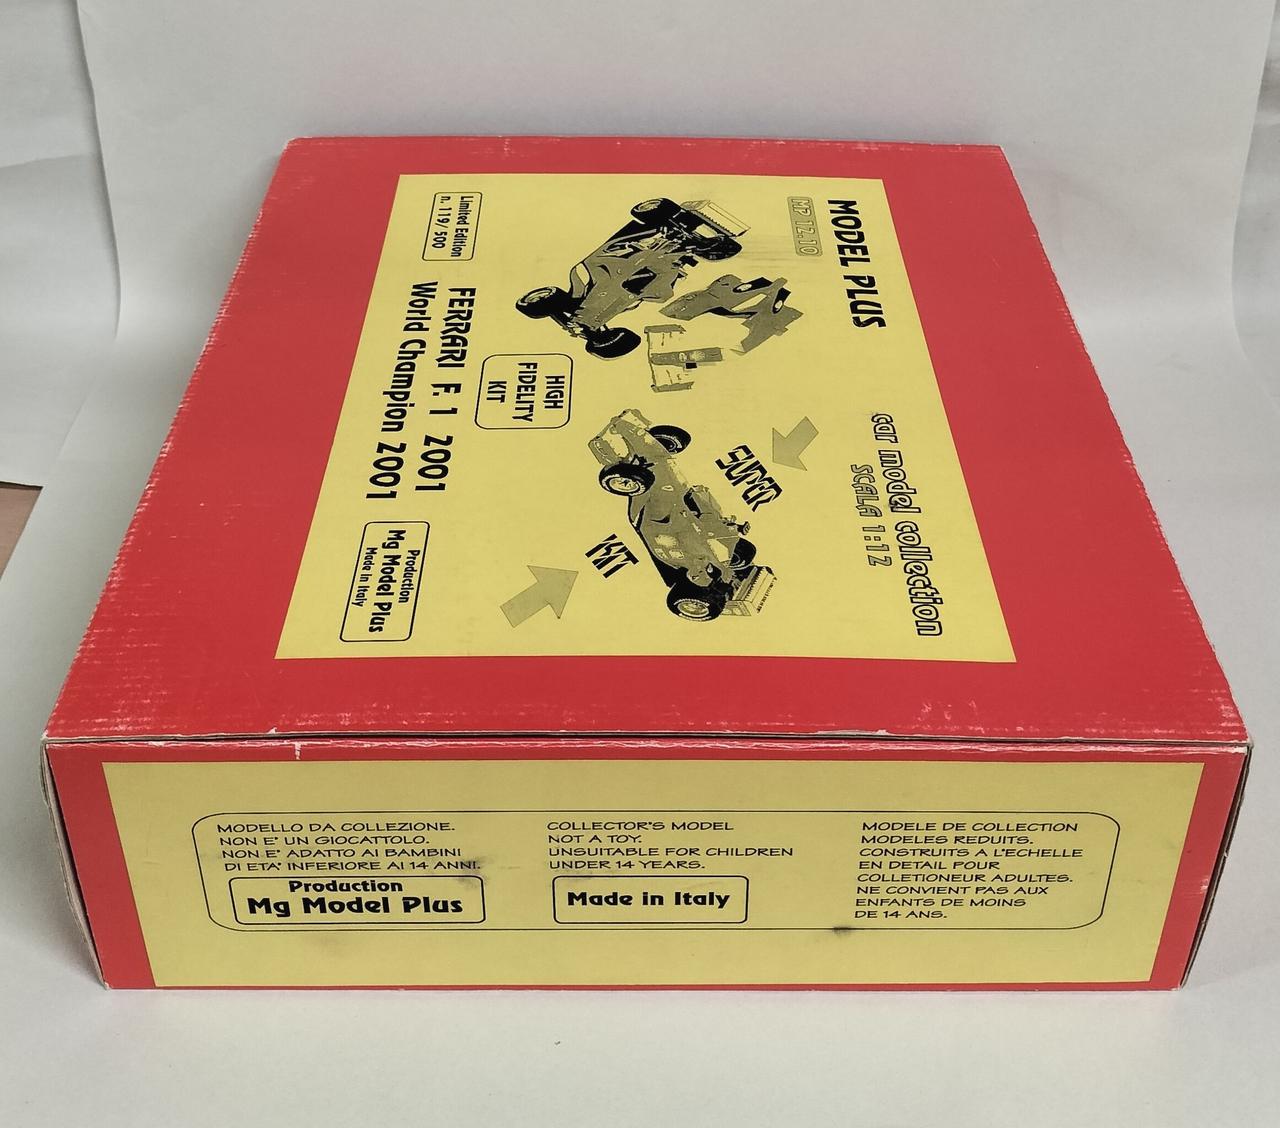 MODEL PLUS
car model collection
MP 12.10
SCALA 1:12
SUPER
KIT
HIGH
FIDELITY
KIT
Limited Edition
n. 119/500
FERRARI F.1 2001
World Champion 2001
Production
Mg Model Plus
Made in Italy
MODELLO DA COLLEZIONE.
NON E' UN GIOCATTOLO.
NON E' ADATTO AI BAMBINI
DI ETA' INFERIORE AI 14 ANNI.
Production
Mg Model Plus
COLLECTOR'S MODEL
NOT A TOY.
UNSUITABLE FOR CHILDREN
UNDER 14 YEARS.
Made in Italy
MODELE DE COLLECTION
MODELES REDUITS.
CONSTRUITS A L'ECHELLE
EN DETAIL POUR
COLLETIONEUR ADULTES.
NE CONVIENT PAS AUX
ENFANTS DE MOINS
DE 14 ANS.